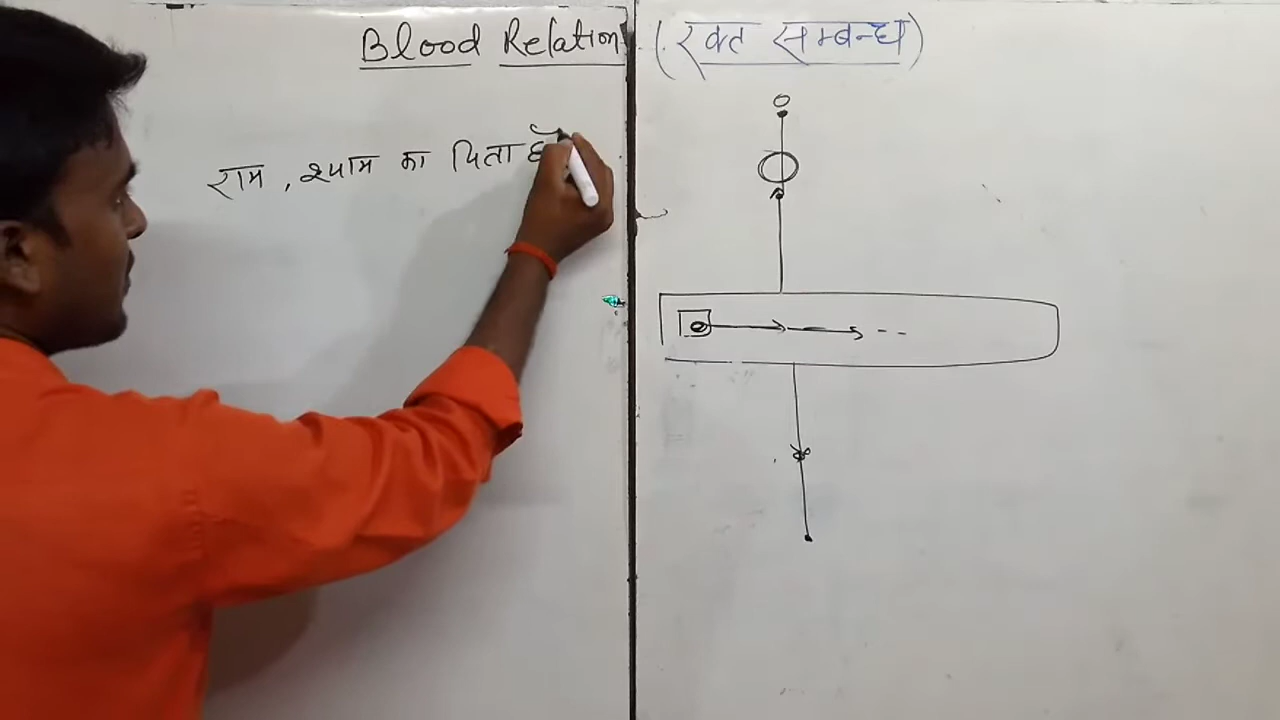 Blood Relation (रक्त सम्बन्ध)
राम , श्याम का पिता है